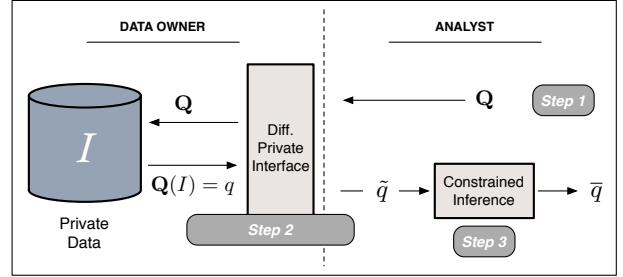 DATA OWNER
ANALYST
Q
Q
Step 1
I
Diff.
Private
Interface
Q(I) = q
q̃
Constrained
Inference
q̅
Private
Data
Step 2
Step 3